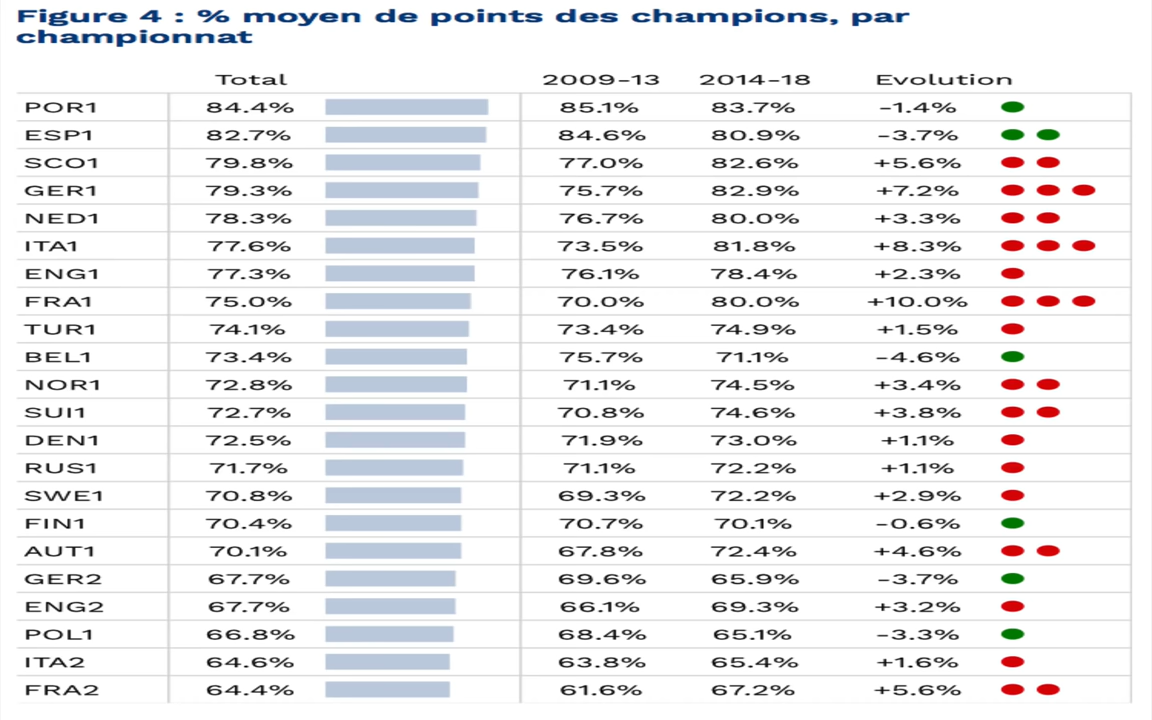 Figure 4 : % moyen de points des champions, par
championnat
Total 2009-13 2014-18 Evolution
POR1 84.4% 85.1% 83.7% -1.4%
ESP1 82.7% 84.6% 80.9% -3.7%
SCO1 79.8% 77.0% 82.6% +5.6%
GER1 79.3% 75.7% 82.9% +7.2%
NED1 78.3% 76.7% 80.0% +3.3%
ITA1 77.6% 73.5% 81.8% +8.3%
ENG1 77.3% 76.1% 78.4% +2.3%
FRA1 75.0% 70.0% 80.0% +10.0%
TUR1 74.1% 73.4% 74.9% +1.5%
BEL1 73.4% 75.7% 71.1% -4.6%
NOR1 72.8% 71.1% 74.5% +3.4%
SUI1 72.7% 70.8% 74.6% +3.8%
DEN1 72.5% 71.9% 73.0% +1.1%
RUS1 71.7% 71.1% 72.2% +1.1%
SWE1 70.8% 69.3% 72.2% +2.9%
FIN1 70.4% 70.7% 70.1% -0.6%
AUT1 70.1% 67.8% 72.4% +4.6%
GER2 67.7% 69.6% 65.9% -3.7%
ENG2 67.7% 66.1% 69.3% +3.2%
POL1 66.8% 68.4% 65.1% -3.3%
ITA2 64.6% 63.8% 65.4% +1.6%
FRA2 64.4% 61.6% 67.2% +5.6%